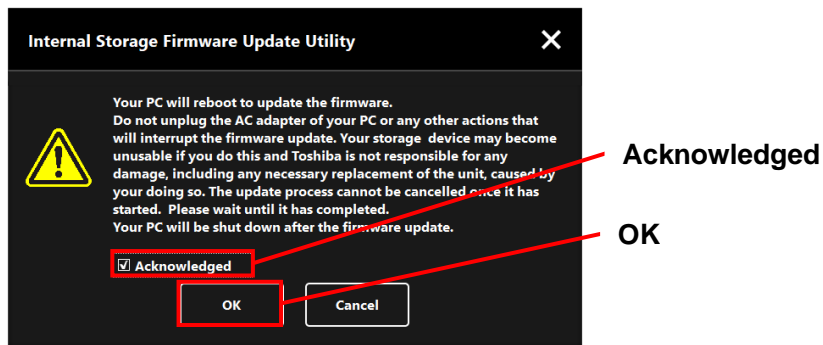 Internal Storage Firmware Update Utility
Your PC will reboot to update the firmware.
Do not unplug the AC adapter of your PC or any other actions that
will interrupt the firmware update. Your storage device may become
unusable if you do this and Toshiba is not responsible for any
damage, including any necessary replacement of the unit, caused by
your doing so. The update process cannot be cancelled once it has
started. Please wait until it has completed.
Your PC will be shut down after the firmware update.
Acknowledged
OK
Cancel
Acknowledged
OK